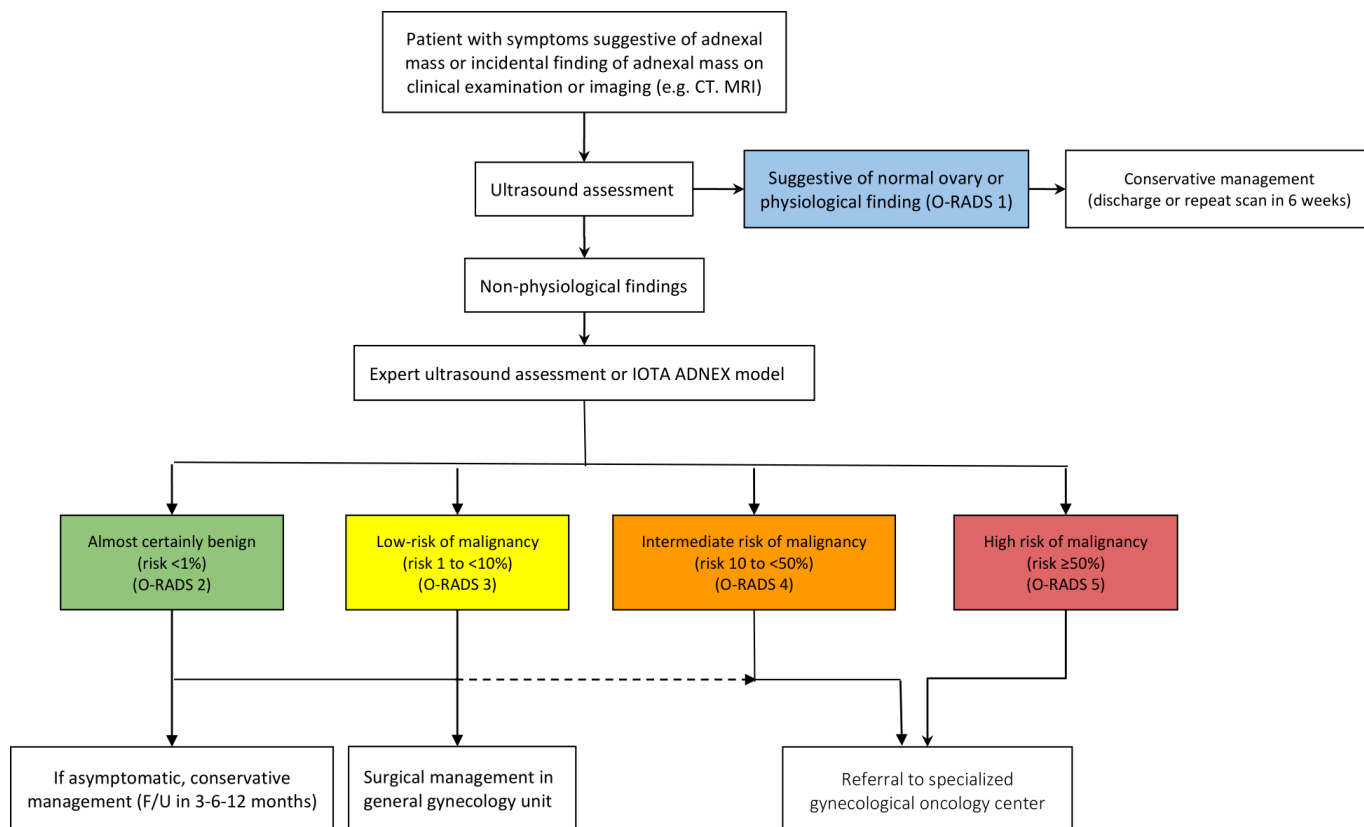 Patient with symptoms suggestive of adnexal
mass or incidental finding of adnexal mass on
clinical examination or imaging (e.g. CT. MRI)
Ultrasound assessment
Suggestive of normal ovary or
physiological finding (O-RADS 1)
Conservative management
(discharge or repeat scan in 6 weeks)
Non-physiological findings
Expert ultrasound assessment or IOTA ADNEX model
Almost certainly benign
(risk <1%)
(O-RADS 2)
Low-risk of malignancy
(risk 1 to <10%)
(O-RADS 3)
Intermediate risk of malignancy
(risk 10 to <50%)
(O-RADS 4)
High risk of malignancy
(risk ≥50%)
(O-RADS 5)
If asymptomatic, conservative
management (F/U in 3-6-12 months)
Surgical management in
general gynecology unit
Referral to specialized
gynecological oncology center